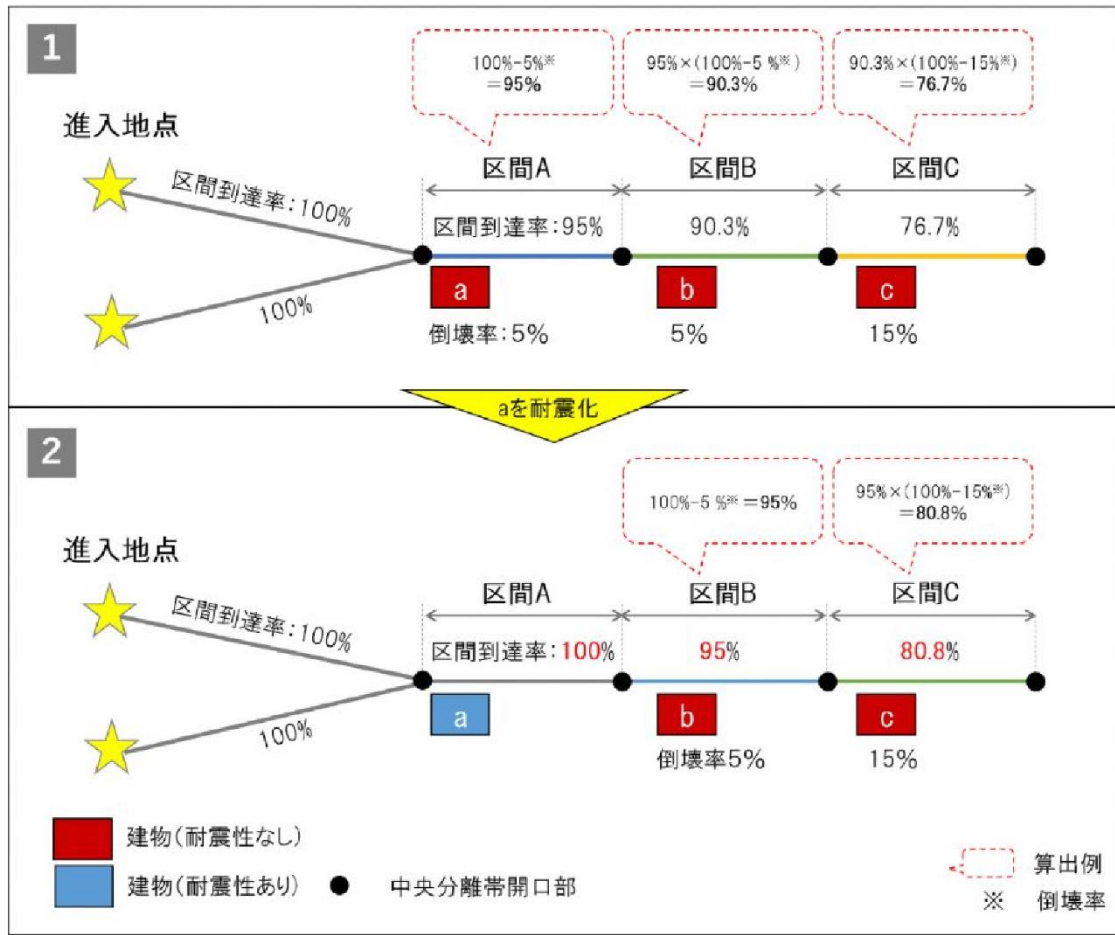 1
100%-5%※
=95%
95%×(100%-5 %※)
=90.3%
90.3%×(100%-15%※)
=76.7%
進入地点
区間A
区間B
区間C
区間到達率:100%
区間到達率:95%
90.3%
76.7%
100%
a
b
c
倒壊率:5%
5%
15%
aを耐震化
2
100%-5 %※=95%
95%×(100%-15%※)
=80.8%
進入地点
区間A
区間B
区間C
区間到達率:100%
区間到達率:100%
95%
80.8%
100%
a
b
c
倒壊率5%
15%
建物(耐震性なし)
建物(耐震性あり)
中央分離帯開口部
算出例
※ 倒壊率